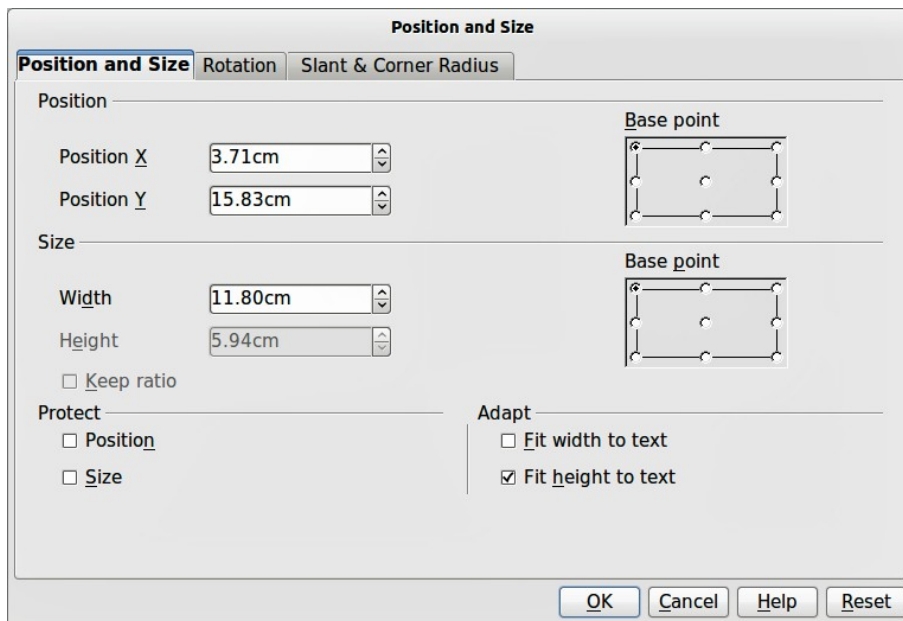 Position and Size
Position and Size Rotation Slant & Corner Radius
Position
Base point
Position X 3.71cm
Position Y 15.83cm
Size
Base point
Width 11.80cm
Height 5.94cm
Keep ratio
Protect Adapt
Position Fit width to text
Size Fit height to text
OK Cancel Help Reset